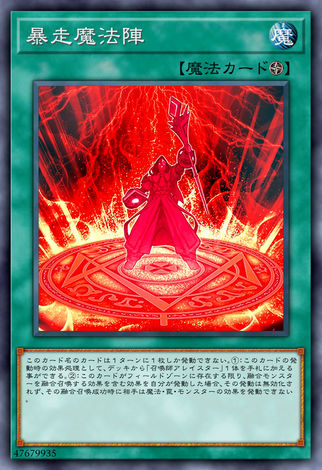 暴走魔法陣
魔
【魔法カード】
このカード名のカードは1ターンに1枚しか発動できない。①:このカードの発
動時の効果処理として、デッキから「召喚師アレイスター」1体を手札に加える
事ができる。②:このカードがフィールドゾーンに存在する限り、融合モンスタ
ーを融合召喚する効果を含む効果を自分が発動した場合、その発動は無効化さ
れず、その融合召喚成功時に相手は魔法・罠・モンスターの効果を発動できない
。
47679935